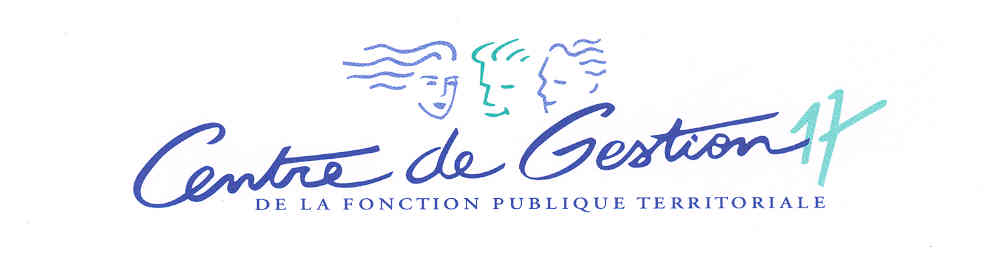 Centre de Gestion 17
DE LA FONCTION PUBLIQUE TERRITORIALE